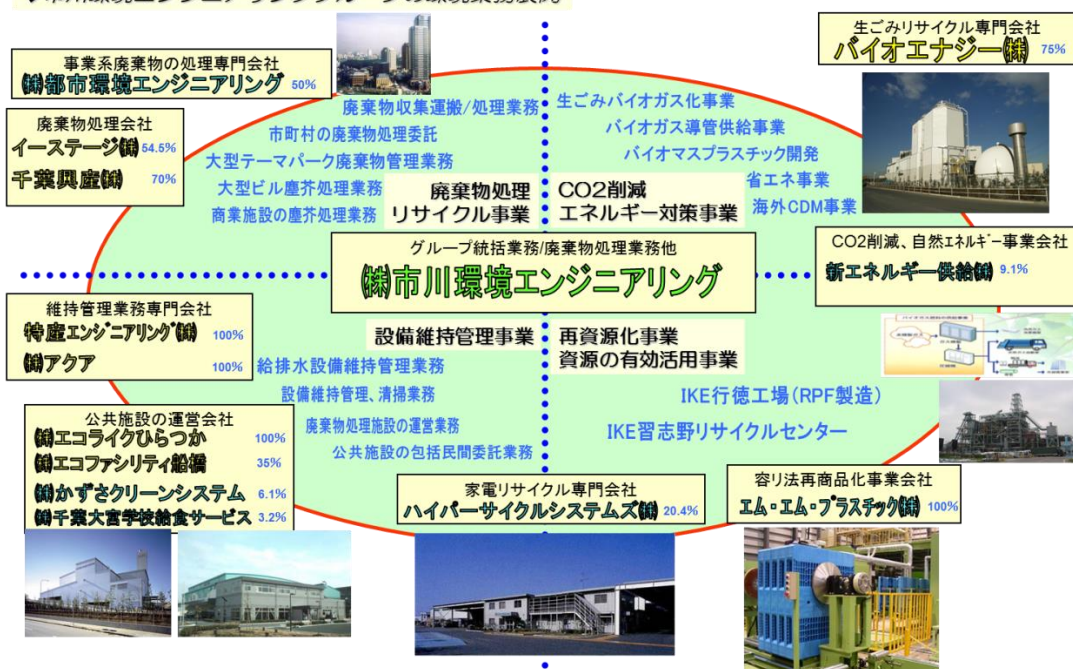 事業系廃棄物の処理専門会社
㈱都市環境エンジニアリング 50%
廃棄物処理会社
イーステージ㈱ 54.5%
千葉興産㈱ 70%
生ごみリサイクル専門会社
バイオエナジー㈱ 75%
廃棄物収集運搬/処理業務
市町村の廃棄物処理委託
大型テーマパーク廃棄物管理業務
大型ビル塵芥処理業務
商業施設の塵芥処理業務
廃棄物処理
リサイクル事業
生ごみバイオガス化事業
バイオガス導管供給事業
バイオマスプラスチック開発
省エネ事業
海外CDM事業
CO2削減
エネルギー対策事業
グループ統括業務/廃棄物処理業務他
㈱市川環境エンジニアリング
CO2削減、自然エネルギー事業会社
新エネルギー供給㈱ 9.1%
維持管理業務専門会社
特産エンジニアリング㈱ 100%
㈱アクア 100%
設備維持管理事業
給排水設備維持管理業務
設備維持管理、清掃業務
廃棄物処理施設の運営業務
公共施設の包括民間委託業務
再資源化事業
資源の有効活用事業
IKE行徳工場(RPF製造)
IKE習志野リサイクルセンター
公共施設の運営会社
㈱エコライクひらつか 100%
㈱エコファシリティ船橋 35%
㈱かずさクリーンシステム 6.1%
㈱千葉大宮学校給食サービス 3.2%
家電リサイクル専門会社
ハイパーサイクルシステムズ㈱ 20.4%
容リ法再商品化事業会社
エム・エム・プラスチック㈱ 100%